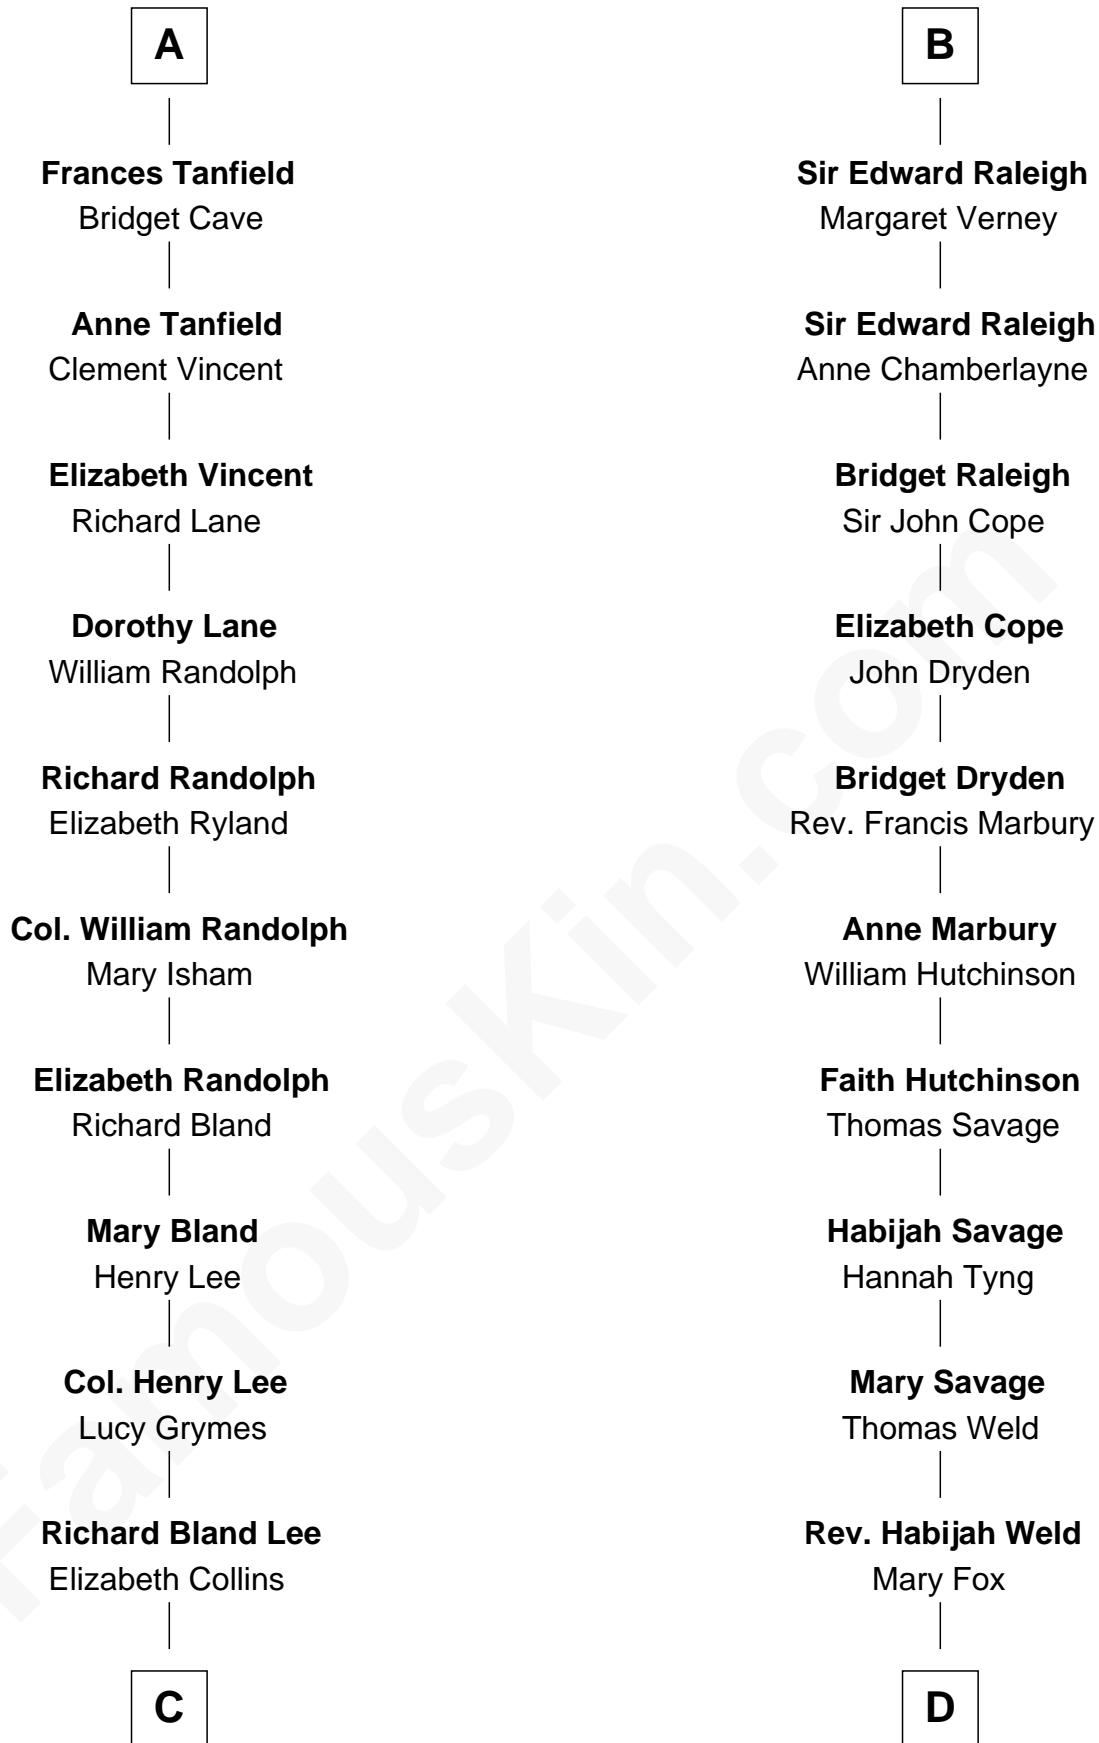 A
Frances Tanfield
Bridget Cave
Anne Tanfield
Clement Vincent
Elizabeth Vincent
Richard Lane
Dorothy Lane
William Randolph
Richard Randolph
Elizabeth Ryland
Col. William Randolph
Mary Isham
Elizabeth Randolph
Richard Bland
Mary Bland
Henry Lee
Col. Henry Lee
Lucy Grymes
Richard Bland Lee
Elizabeth Collins
C
B
Sir Edward Raleigh
Margaret Verney
Sir Edward Raleigh
Anne Chamberlayne
Bridget Raleigh
Sir John Cope
Elizabeth Cope
John Dryden
Bridget Dryden
Rev. Francis Marbury
Anne Marbury
William Hutchinson
Faith Hutchinson
Thomas Savage
Habijah Savage
Hannah Tyng
Mary Savage
Thomas Weld
Rev. Habijah Weld
Mary Fox
D
FamousKin.com